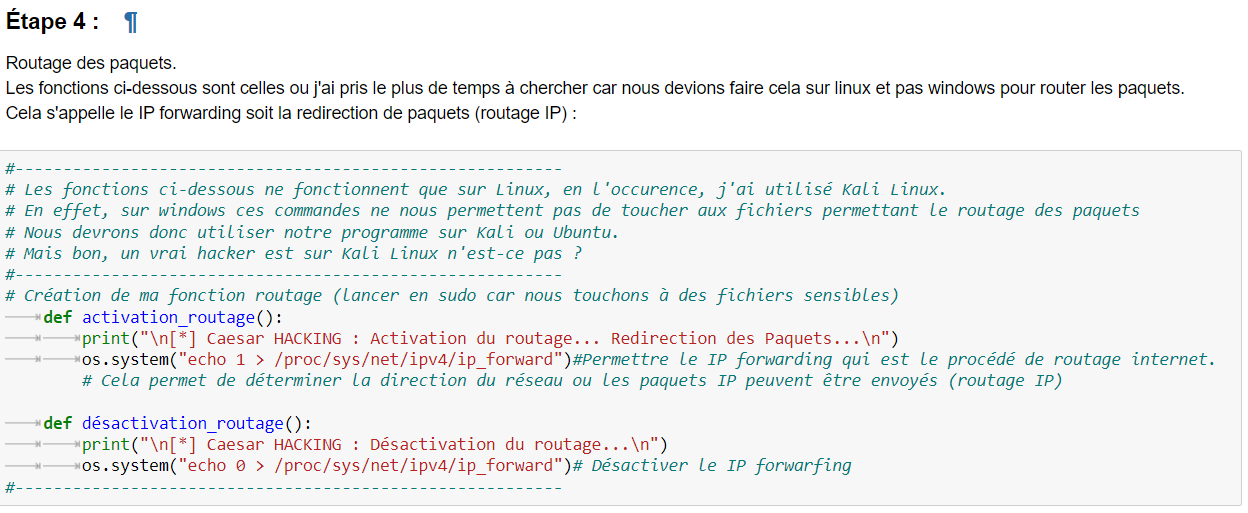 Étape 4 : ¶
Routage des paquets.
Les fonctions ci-dessous sont celles ou j'ai pris le plus de temps à chercher car nous devions faire cela sur linux et pas windows pour router les paquets.
Cela s'appelle le IP forwarding soit la redirection de paquets (routage IP) :
#----------------------------------------------------------
# Les fonctions ci-dessous ne fonctionnent que sur Linux, en l'occurence, j'ai utilisé Kali Linux.
# En effet, sur windows ces commandes ne nous permettent pas de toucher aux fichiers permettant le routage des paquets
# Nous devrons donc utiliser notre programme sur Kali ou Ubuntu.
# Mais bon, un vrai hacker est sur Kali Linux n'est-ce pas ?
#----------------------------------------------------------
# Création de ma fonction routage (lancer en sudo car nous touchons à des fichiers sensibles)
def activation_routage():
print("\n[*] Caesar HACKING : Activation du routage... Redirection des Paquets...\n")
os.system("echo 1 > /proc/sys/net/ipv4/ip_forward")#Permettre le IP forwarding qui est le procédé de routage internet.
# Cela permet de déterminer la direction du réseau ou les paquets IP peuvent être envoyés (routage IP)
def désactivation_routage():
print("\n[*] Caesar HACKING : Désactivation du routage...\n")
os.system("echo 0 > /proc/sys/net/ipv4/ip_forward")# Désactiver le IP forwarfing
#----------------------------------------------------------